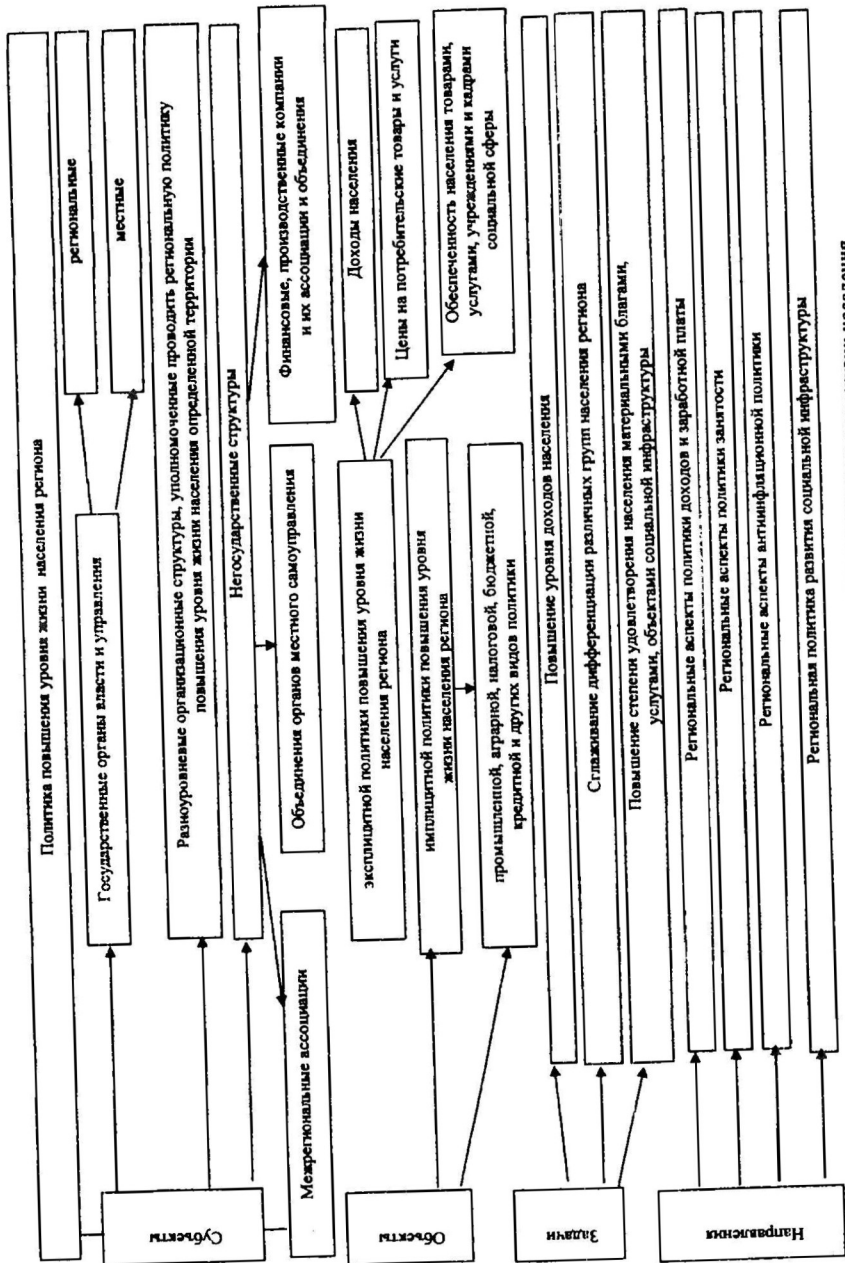 Политика повышения уровня жизни населения региона
Субъекты
Государственные органы власти и управления
региональные
местные
Разноуровневые организационные структуры, уполномоченные проводить региональную политику
повышения уровня жизни населения определенной территории
Негосударственные структуры
Межрегиональные ассоциации
Объединения органов местного самоуправления
Финансовые, производственные компании
и их ассоциации и объединения
Объекты
эксплицитной политики повышения уровня жизни
населения региона
Доходы населения
Цены на потребительские товары и услуги
Обеспеченность населения товарами,
услугами, учреждениями и кадрами
социальной сферы
имплицитной политики повышения уровня
жизни населения региона
промышленной, аграрной, налоговой, бюджетной,
кредитной и других видов политики
Задачи
Повышение уровня доходов населения
Сглаживание дифференциации различных групп населения региона
Повышение степени удовлетворения населения материальными благами,
услугами, объектами социальной инфраструктуры
Направления
Региональные аспекты политики доходов и заработной платы
Региональные аспекты политики занятости
Региональные аспекты антиинфляционной политики
Региональная политика развития социальной инфраструктуры
населения